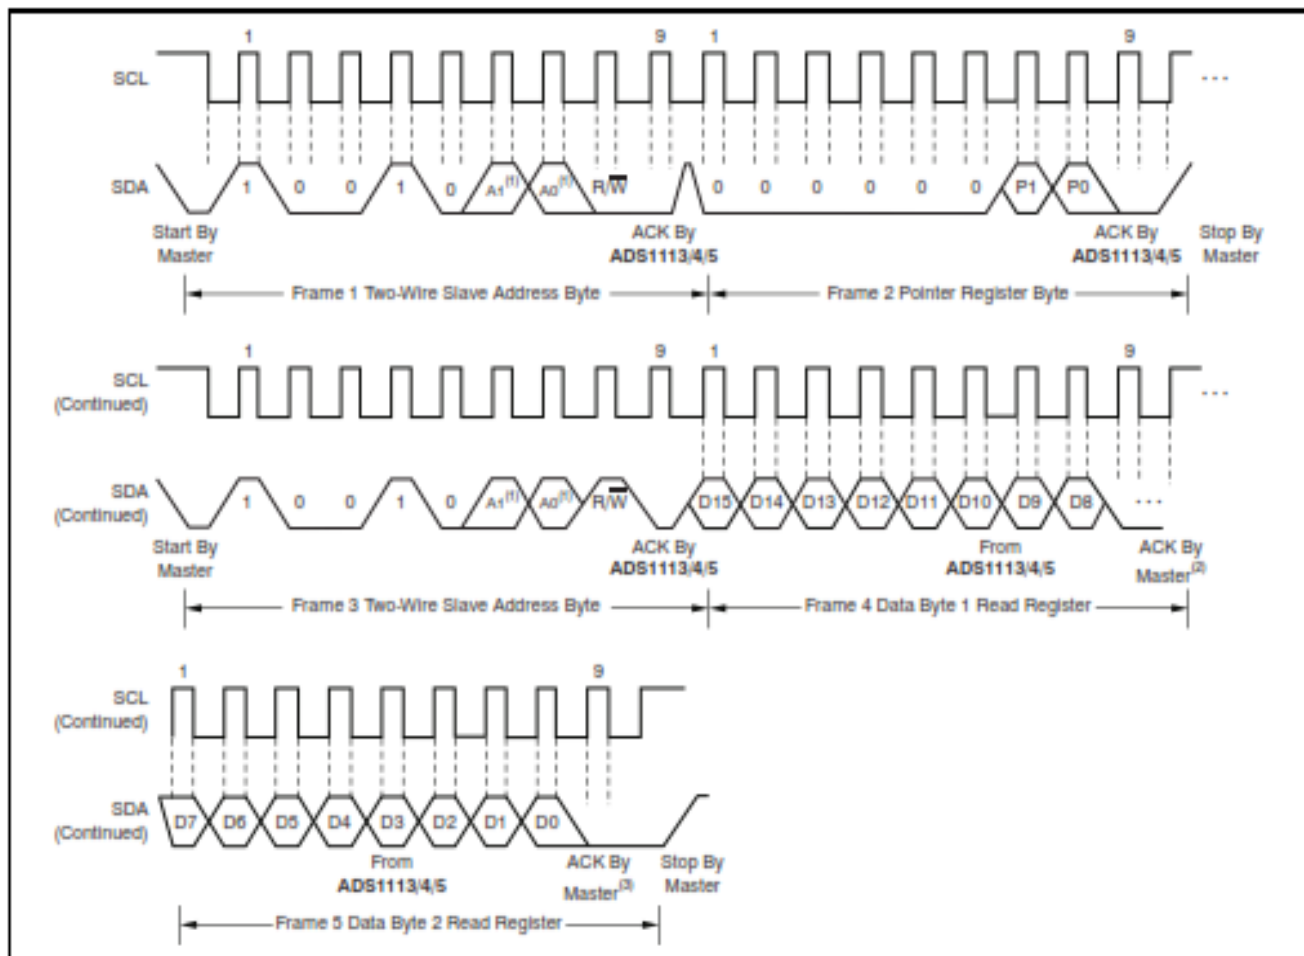 1 9 1 9
SCL - - -
SDA 1 0 0 1 0 A1(1) A0(1) R/W 0 0 0 0 0 0 P1 P0
Start By Master
ACK By ADS1113/4/5
ACK By ADS1113/4/5
Stop By Master
Frame 1 Two-Wire Slave Address Byte
Frame 2 Pointer Register Byte
1 9 1 9
SCL (Continued) - - -
SDA (Continued) 1 0 0 1 0 A1(1) A0(1) R/W D15 D14 D13 D12 D11 D10 D9 D8 - - -
Start By Master
ACK By ADS1113/4/5
From ADS1113/4/5
ACK By Master(2)
Frame 3 Two-Wire Slave Address Byte
Frame 4 Data Byte 1 Read Register
1 9
SCL (Continued)
SDA (Continued) D7 D6 D5 D4 D3 D2 D1 D0
From ADS1113/4/5
ACK By Master(3)
Stop By Master
Frame 5 Data Byte 2 Read Register